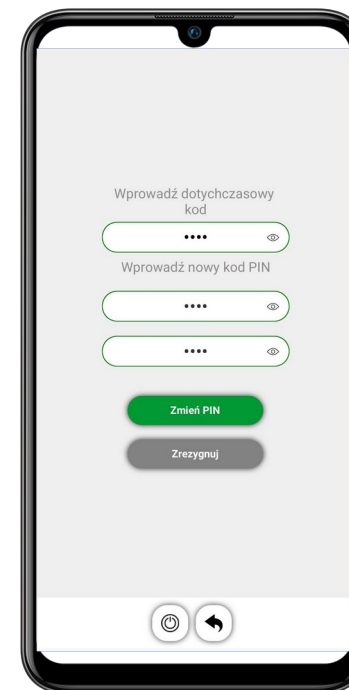 Wprowadź dotychczasowy
kod
••••
Wprowadź nowy kod PIN
••••
••••
Zmień PIN
Zrezygnuj